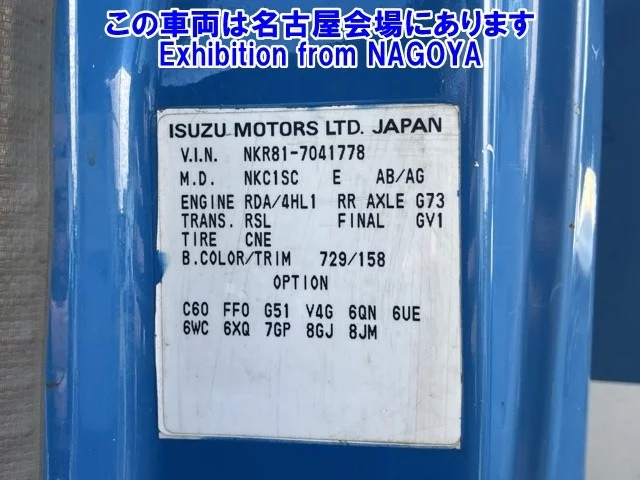 この車両は名古屋会場にあります
Exhibition from NAGOYA
ISUZU MOTORS LTD. JAPAN
V.I.N. NKR81-7041778
M.D. NKC1SC E AB/AG
ENGINE RDA/4HL1 RR AXLE G73
TRANS. RSL FINAL GV1
TIRE CNE
B.COLOR/TRIM 729/158
OPTION
C60 FF0 G51 V4G 6QN 6UE
6WC 6XQ 7GP 8GJ 8JM